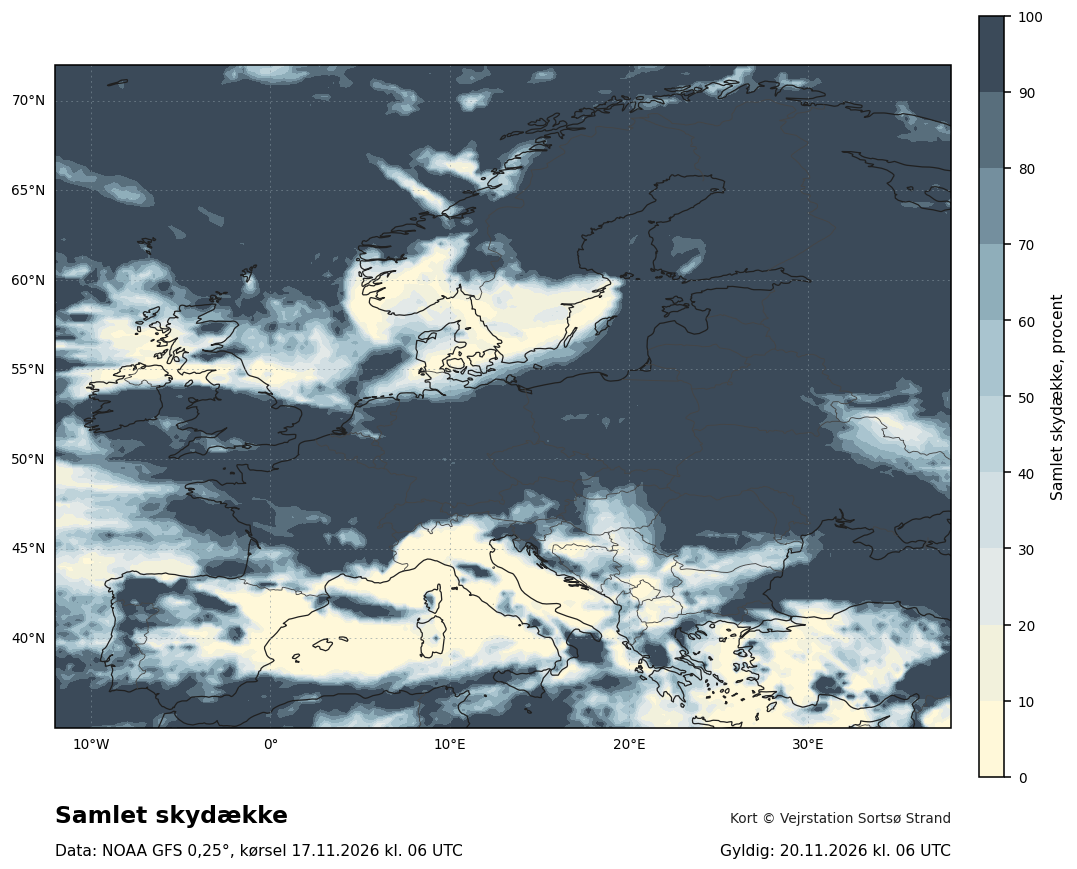 70°N
65°N
60°N
55°N
50°N
45°N
40°N
10°W
0°
10°E
20°E
30°E
100
90
80
70
60
50
40
30
20
10
0
Samlet skydække, procent
Samlet skydække
Kort © Vejrstation Sortsø Strand
Data: NOAA GFS 0,25°, kørsel 17.11.2026 kl. 06 UTC
Gyldig: 20.11.2026 kl. 06 UTC